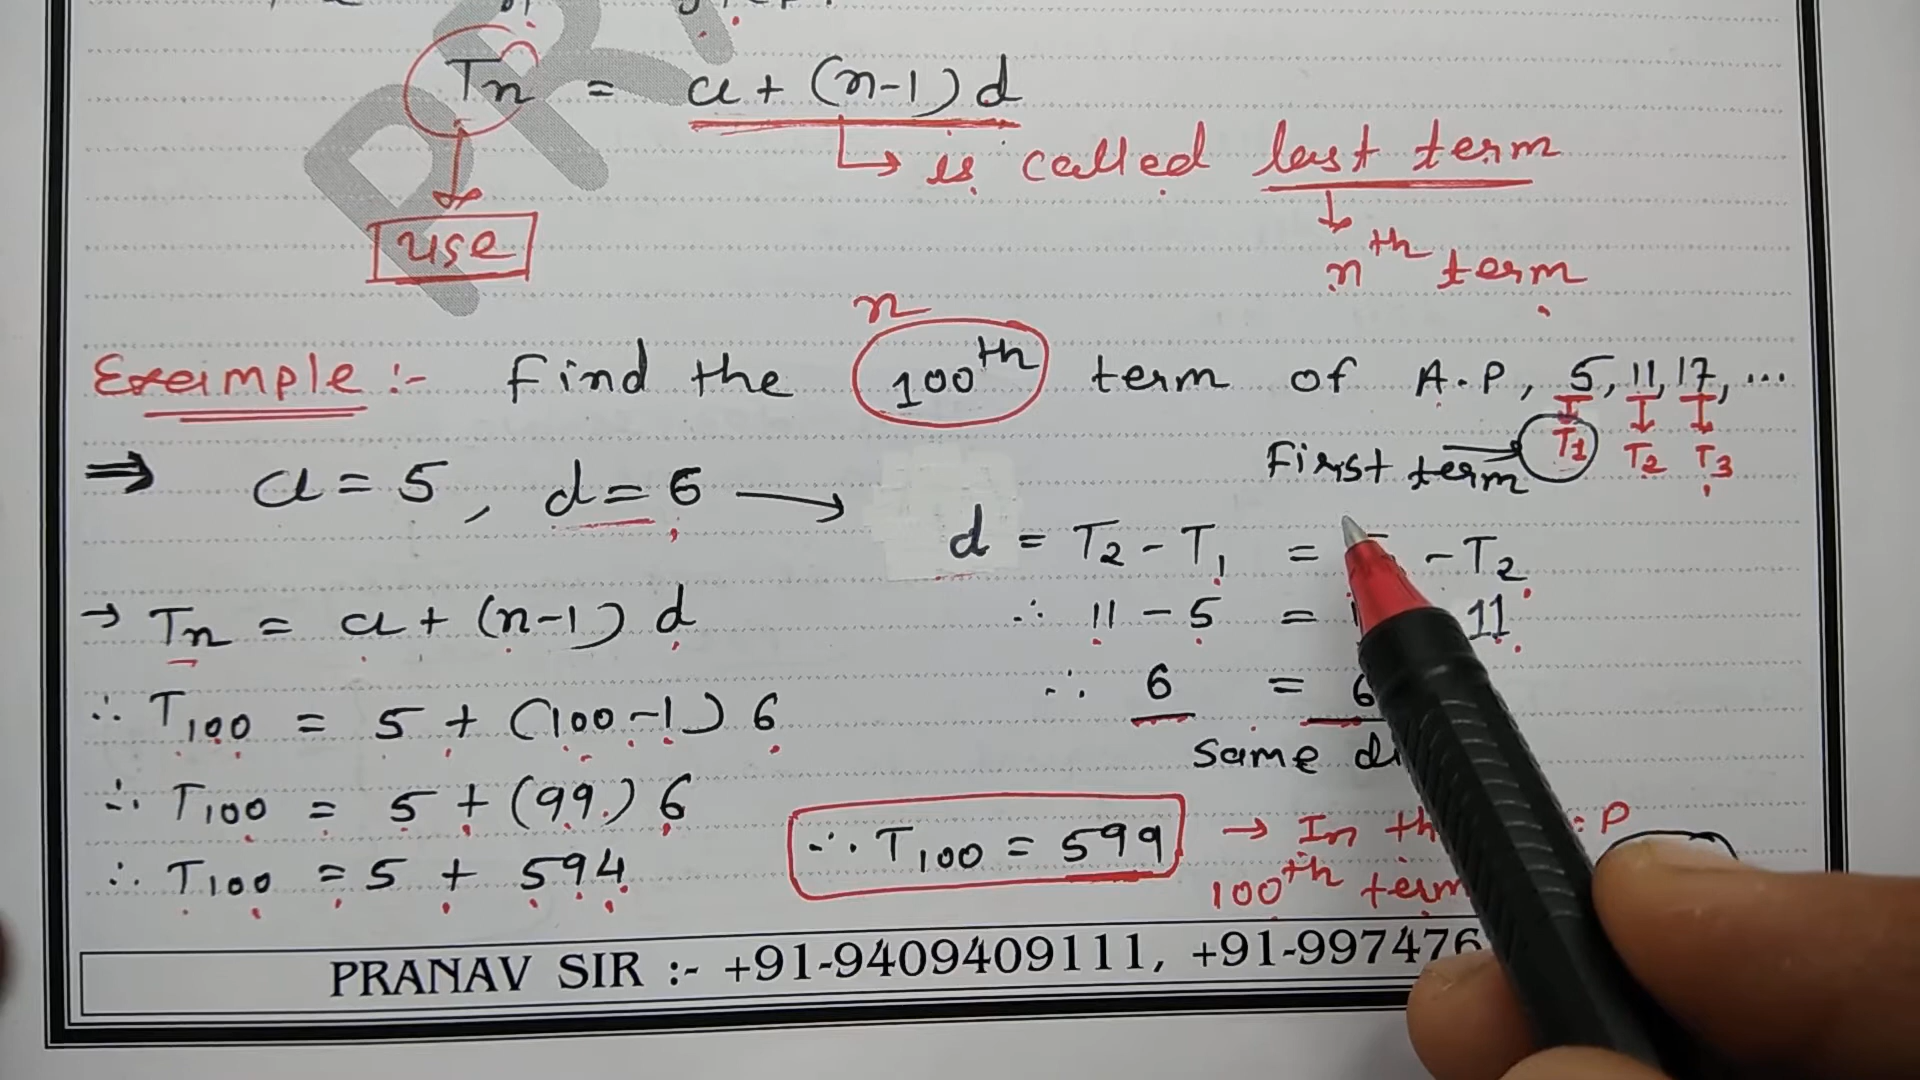 Tn = a + (n-1) d
↳ is called last term
use
nth term
n
Example :- Find the 100th term of A.P, 5, 11, 17, ...
First term → T1 T2 T3
⇒ a = 5, d = 6 →
d = T2 - T1 = - T2
→ Tn = a + (n-1) d
∴ 11 - 5 = 11
∴ T100 = 5 + (100-1) 6
∴ 6 = 6
same
∴ T100 = 5 + (99) 6
∴ T100 = 599 → In
∴ T100 = 5 + 594
100th term
PRANAV SIR :- +91-9409409111, +91-997476